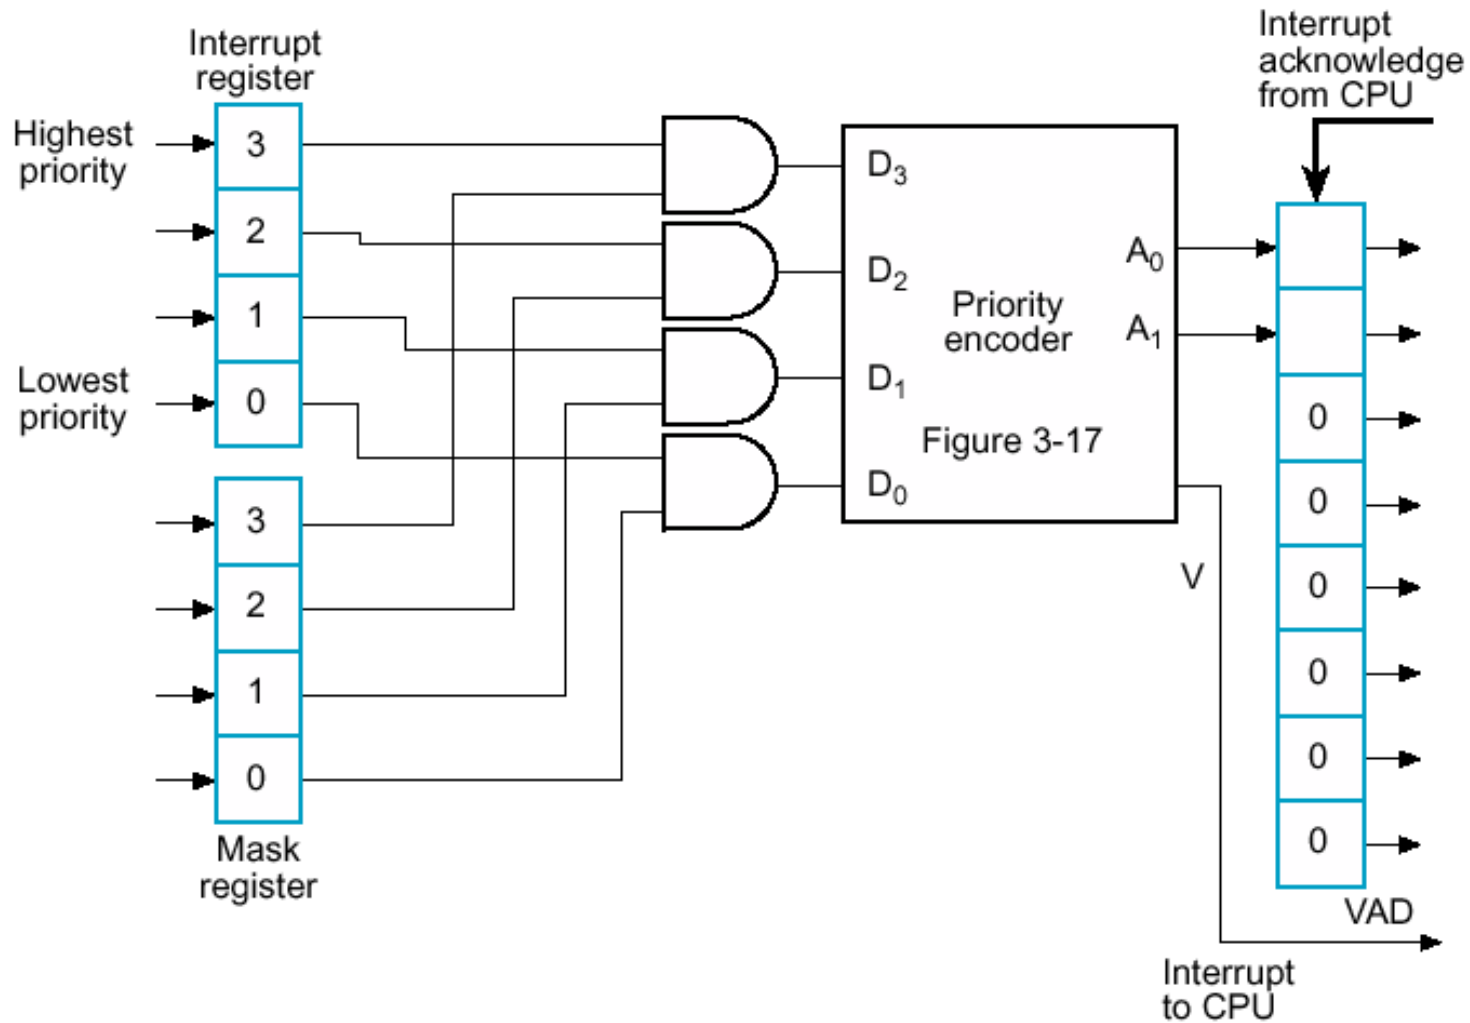 Interrupt
register
Highest
priority
Lowest
priority
3
2
1
0
3
2
1
0
Mask
register
D3
D2
D1
D0
Priority
encoder
Figure 3-17
A0
A1
V
Interrupt
acknowledge
from CPU
0
0
0
0
0
0
VAD
Interrupt
to CPU